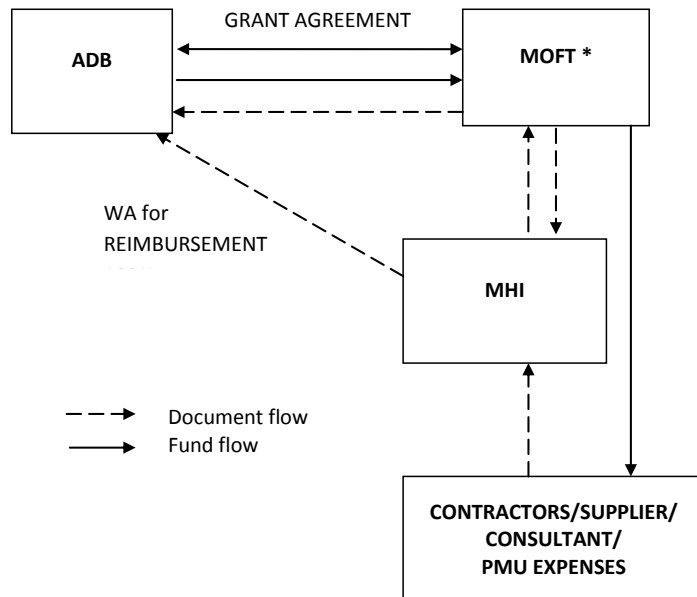 GRANT AGREEMENT
ADB
MOFT *
WA for
REIMBURSEMENT
MHI
Document flow
Fund flow
CONTRACTORS/SUPPLIER/
CONSULTANT/
PMU EXPENSES